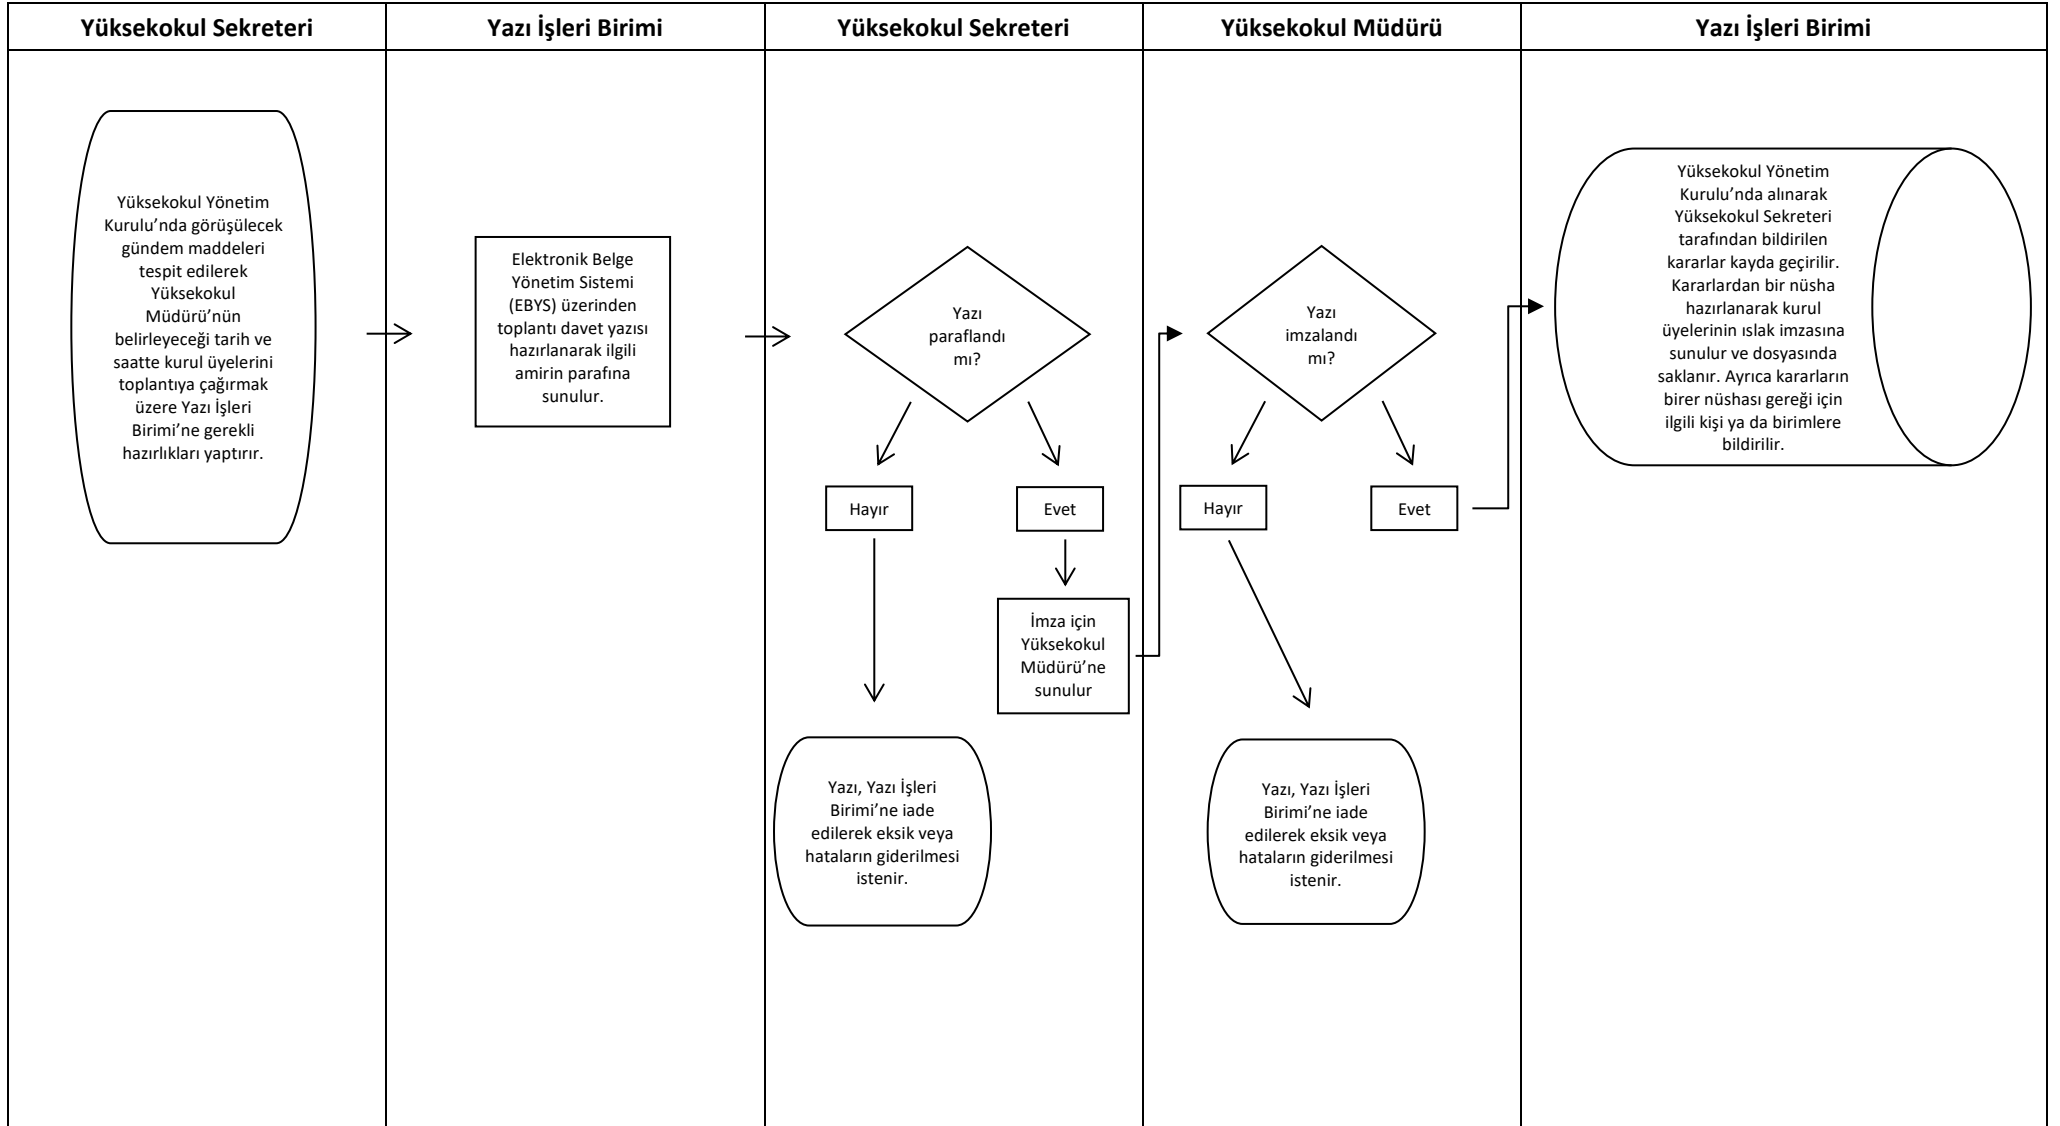 Yüksekokul Sekreteri
Yazı İşleri Birimi
Yüksekokul Sekreteri
Yüksekokul Müdürü
Yazı İşleri Birimi
Yüksekokul Yönetim
Kurulu’nda görüşülecek
gündem maddeleri
tespit edilerek
Yüksekokul
Müdürü’nün
belirleyeceği tarih ve
saatte kurul üyelerini
toplantıya çağırmak
üzere Yazı İşleri
Birimi’ne gerekli
hazırlıkları yaptırır.
Elektronik Belge
Yönetim Sistemi
(EBYS) üzerinden
toplantı davet yazısı
hazırlanarak ilgili
amirin parafına
sunulur.
Yazı
paraflandı
mı?
Hayır
Evet
İmza için
Yüksekokul
Müdürü’ne
sunulur
Yazı, Yazı İşleri
Birimi’ne iade
edilerek eksik veya
hataların giderilmesi
istenir.
Yazı
imzalandı
mı?
Hayır
Evet
Yazı, Yazı İşleri
Birimi’ne iade
edilerek eksik veya
hataların giderilmesi
istenir.
Yüksekokul Yönetim
Kurulu’nda alınarak
Yüksekokul Sekreteri
tarafından bildirilen
kararlar kayda geçirilir.
Kararlardan bir nüsha
hazırlanarak kurul
üyelerinin ıslak imzasına
sunulur ve dosyasında
saklanır. Ayrıca kararların
birer nüshası gereği için
ilgili kişi ya da birimlere
bildirilir.